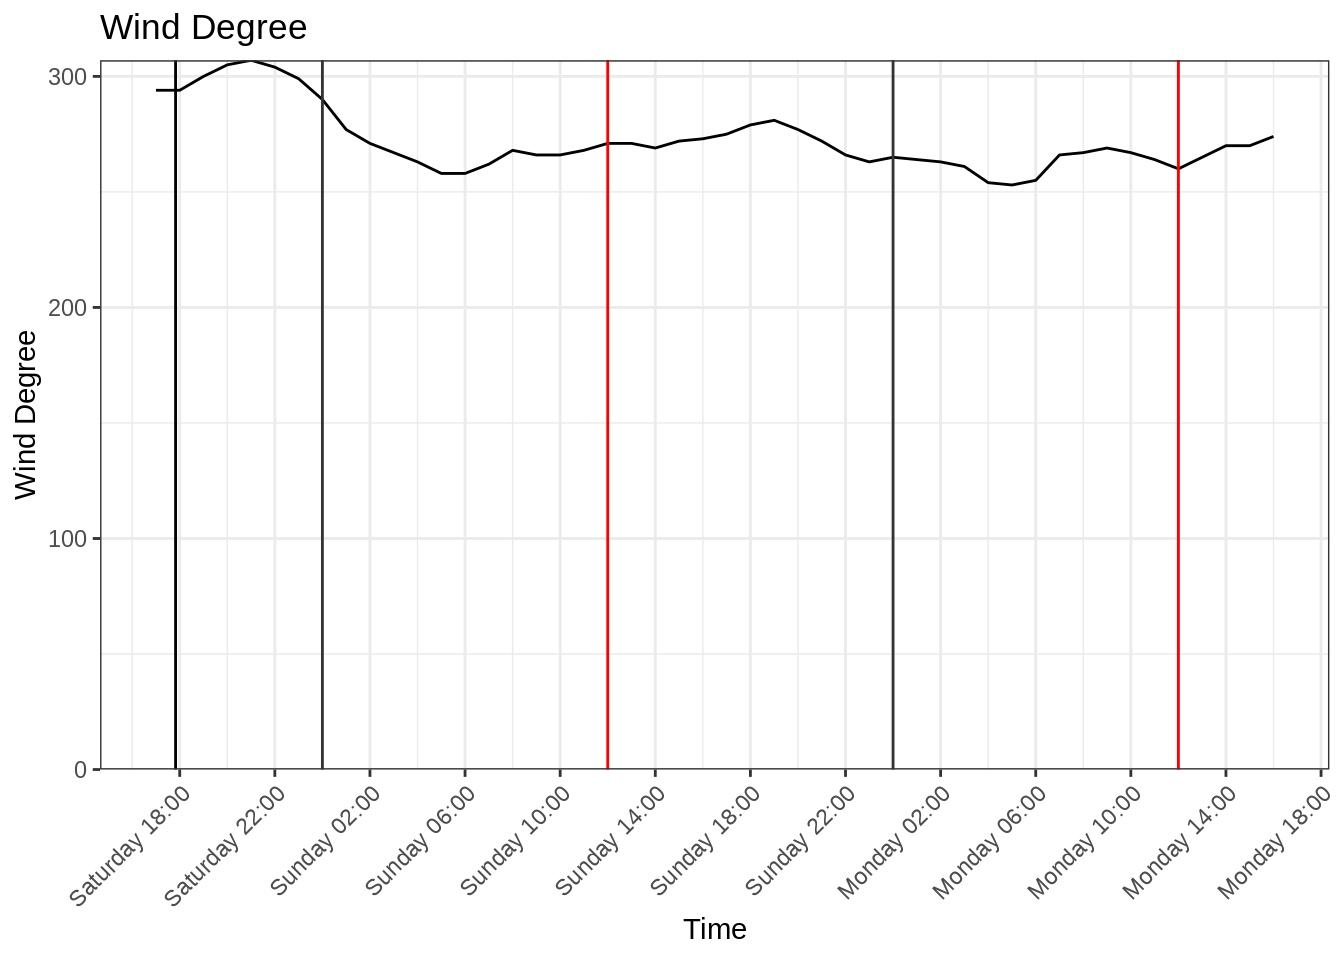 Wind Degree
300
200
100
0
Wind Degree
Saturday 18:00
Saturday 22:00
Sunday 02:00
Sunday 06:00
Sunday 10:00
Sunday 14:00
Sunday 18:00
Sunday 22:00
Monday 02:00
Monday 06:00
Monday 10:00
Monday 14:00
Monday 18:00
Time